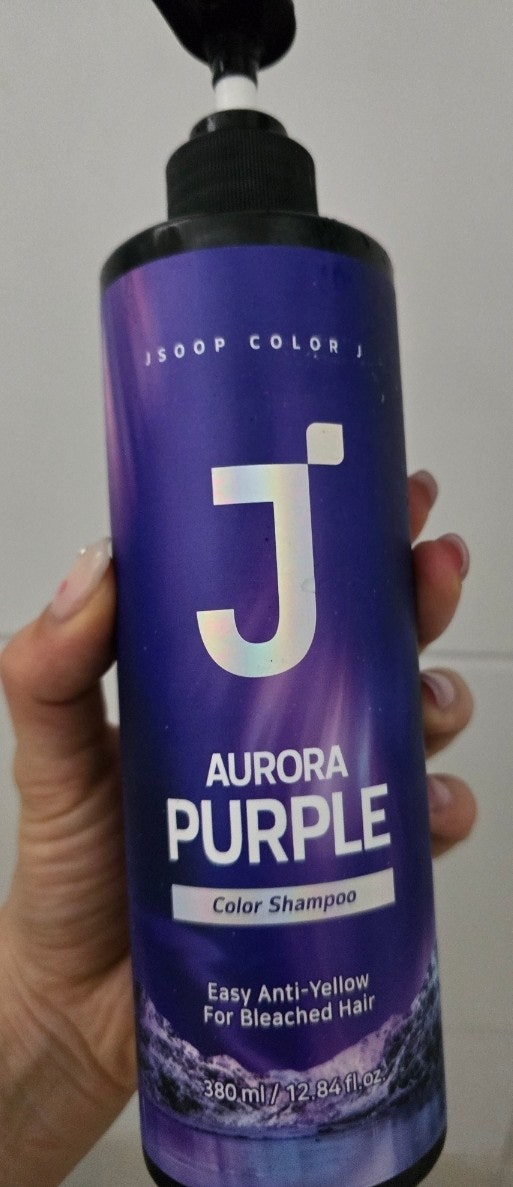 JSOOP COLOR J
J
AURORA
PURPLE
Color Shampoo
Easy Anti-Yellow
For Bleached Hair
380 ml / 12.84 fl.oz.